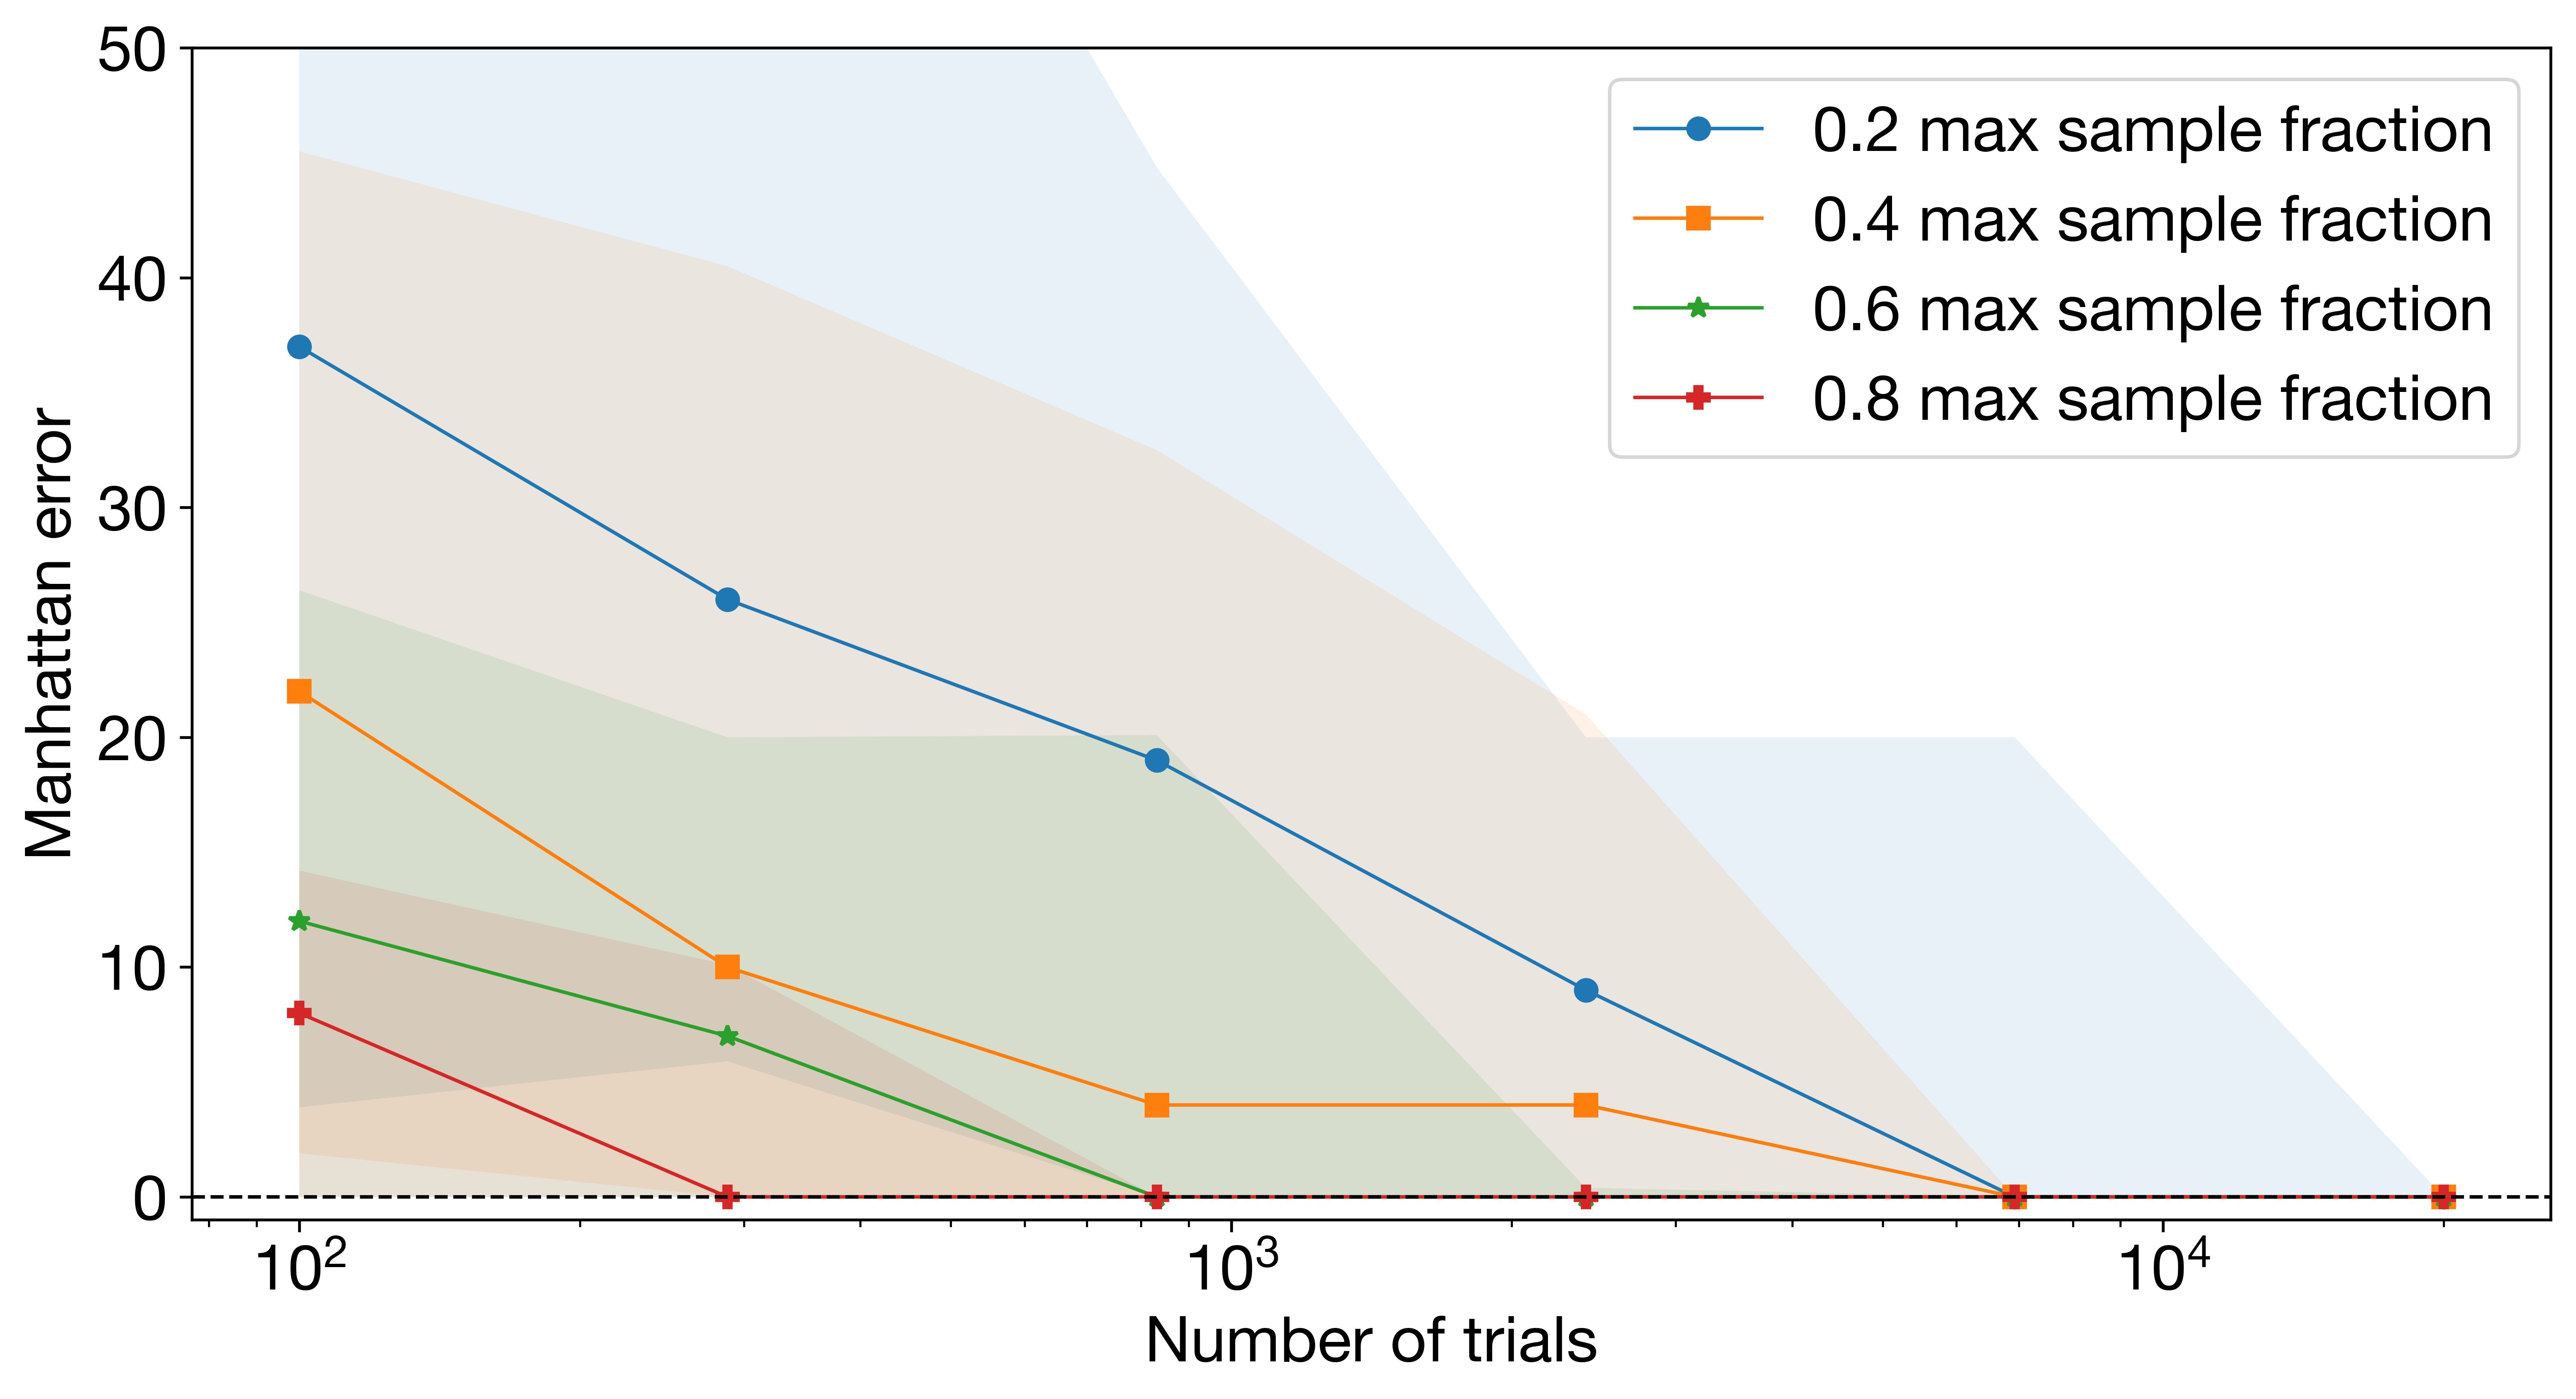 50
40
30
20
10
0
Manhattan error
10²
10³
10⁴
Number of trials
0.2 max sample fraction
0.4 max sample fraction
0.6 max sample fraction
0.8 max sample fraction